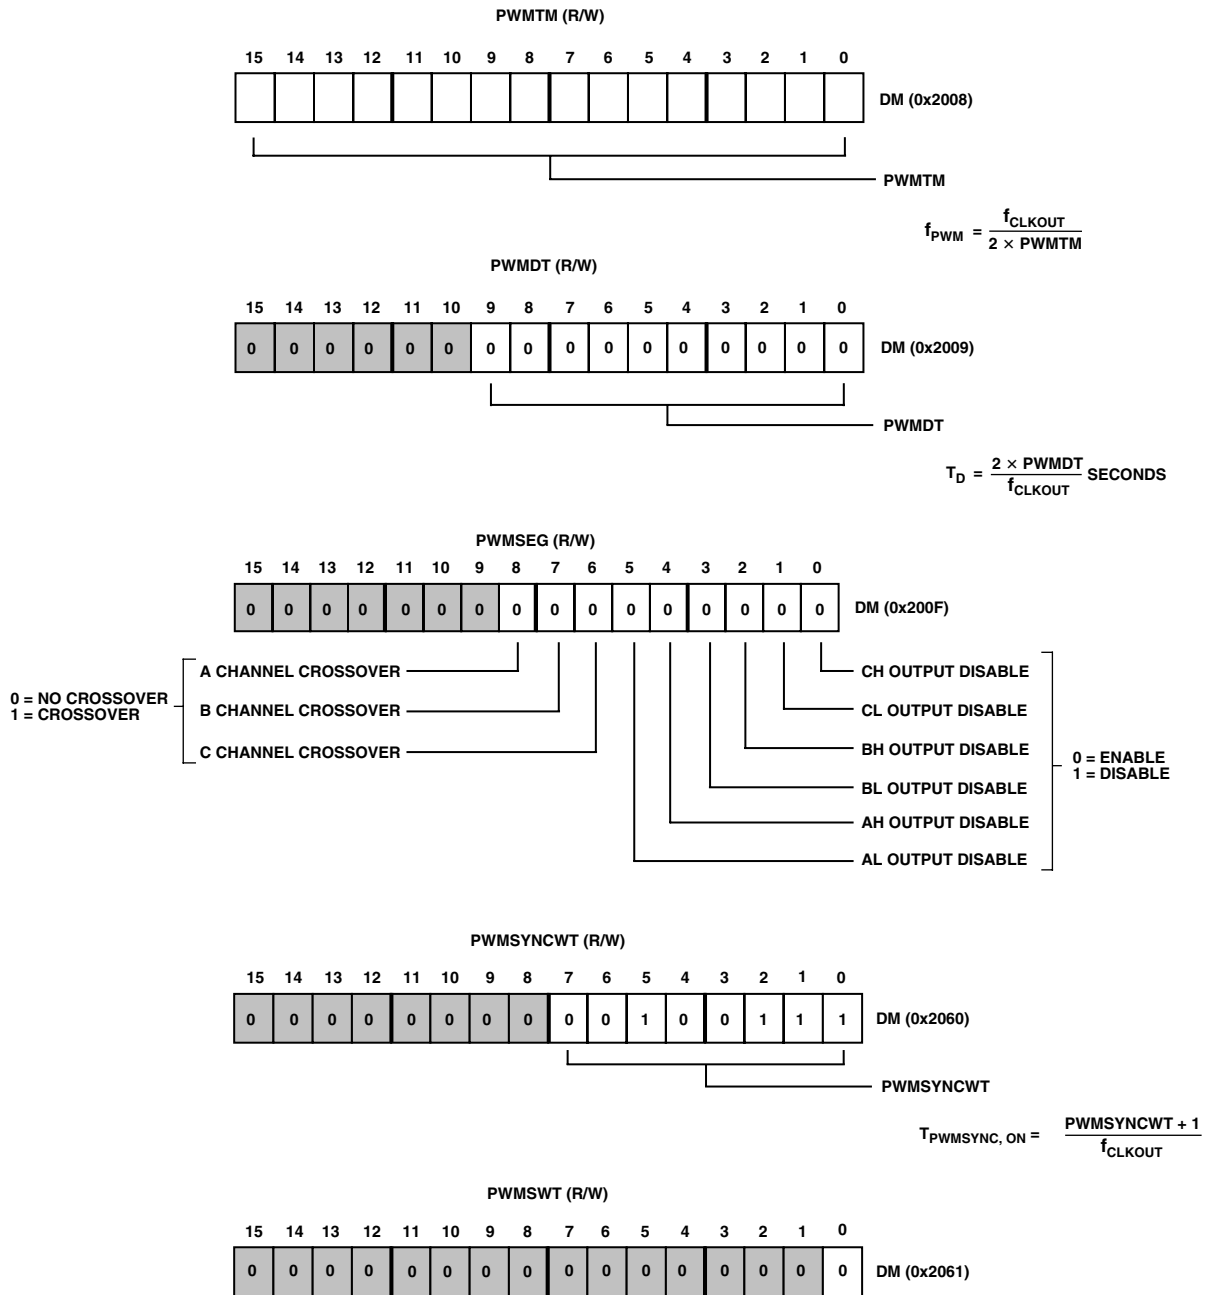 PWMTM (R/W)
15 14 13 12 11 10 9 8 7 6 5 4 3 2 1 0
DM (0x2008)
PWMTM
f_PWM = f_CLKOUT / 2 × PWMTM
PWMDT (R/W)
15 14 13 12 11 10 9 8 7 6 5 4 3 2 1 0
0 0 0 0 0 0 0 0 0 0 0 0 0 0 0 0 DM (0x2009)
PWMDT
T_D = 2 × PWMDT / f_CLKOUT SECONDS
PWMSEG (R/W)
15 14 13 12 11 10 9 8 7 6 5 4 3 2 1 0
0 0 0 0 0 0 0 0 0 0 0 0 0 0 0 0 DM (0x200F)
0 = NO CROSSOVER
1 = CROSSOVER
A CHANNEL CROSSOVER
B CHANNEL CROSSOVER
C CHANNEL CROSSOVER
CH OUTPUT DISABLE
CL OUTPUT DISABLE
BH OUTPUT DISABLE
BL OUTPUT DISABLE
AH OUTPUT DISABLE
AL OUTPUT DISABLE
0 = ENABLE
1 = DISABLE
PWMSYNCWT (R/W)
15 14 13 12 11 10 9 8 7 6 5 4 3 2 1 0
0 0 0 0 0 0 0 0 0 0 1 0 0 1 1 1 DM (0x2060)
PWMSYNCWT
T_PWMSYNC, ON = PWMSYNCWT + 1 / f_CLKOUT
PWMSWT (R/W)
15 14 13 12 11 10 9 8 7 6 5 4 3 2 1 0
0 0 0 0 0 0 0 0 0 0 0 0 0 0 0 0 DM (0x2061)